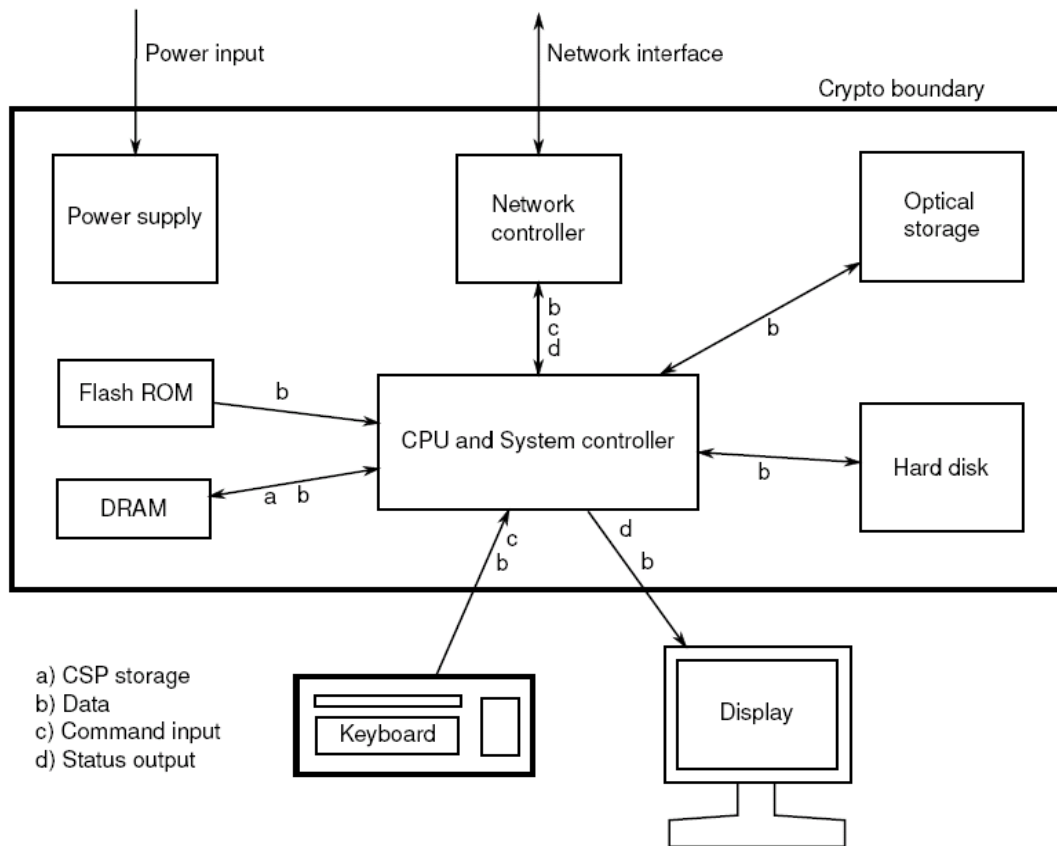 Power input
Network interface
Crypto boundary
Power supply
Network
controller
Optical
storage
b
c
d
b
Flash ROM
b
CPU and System controller
b
Hard disk
DRAM
a b
c
b
d
b
a) CSP storage
b) Data
c) Command input
d) Status output
Keyboard
Display